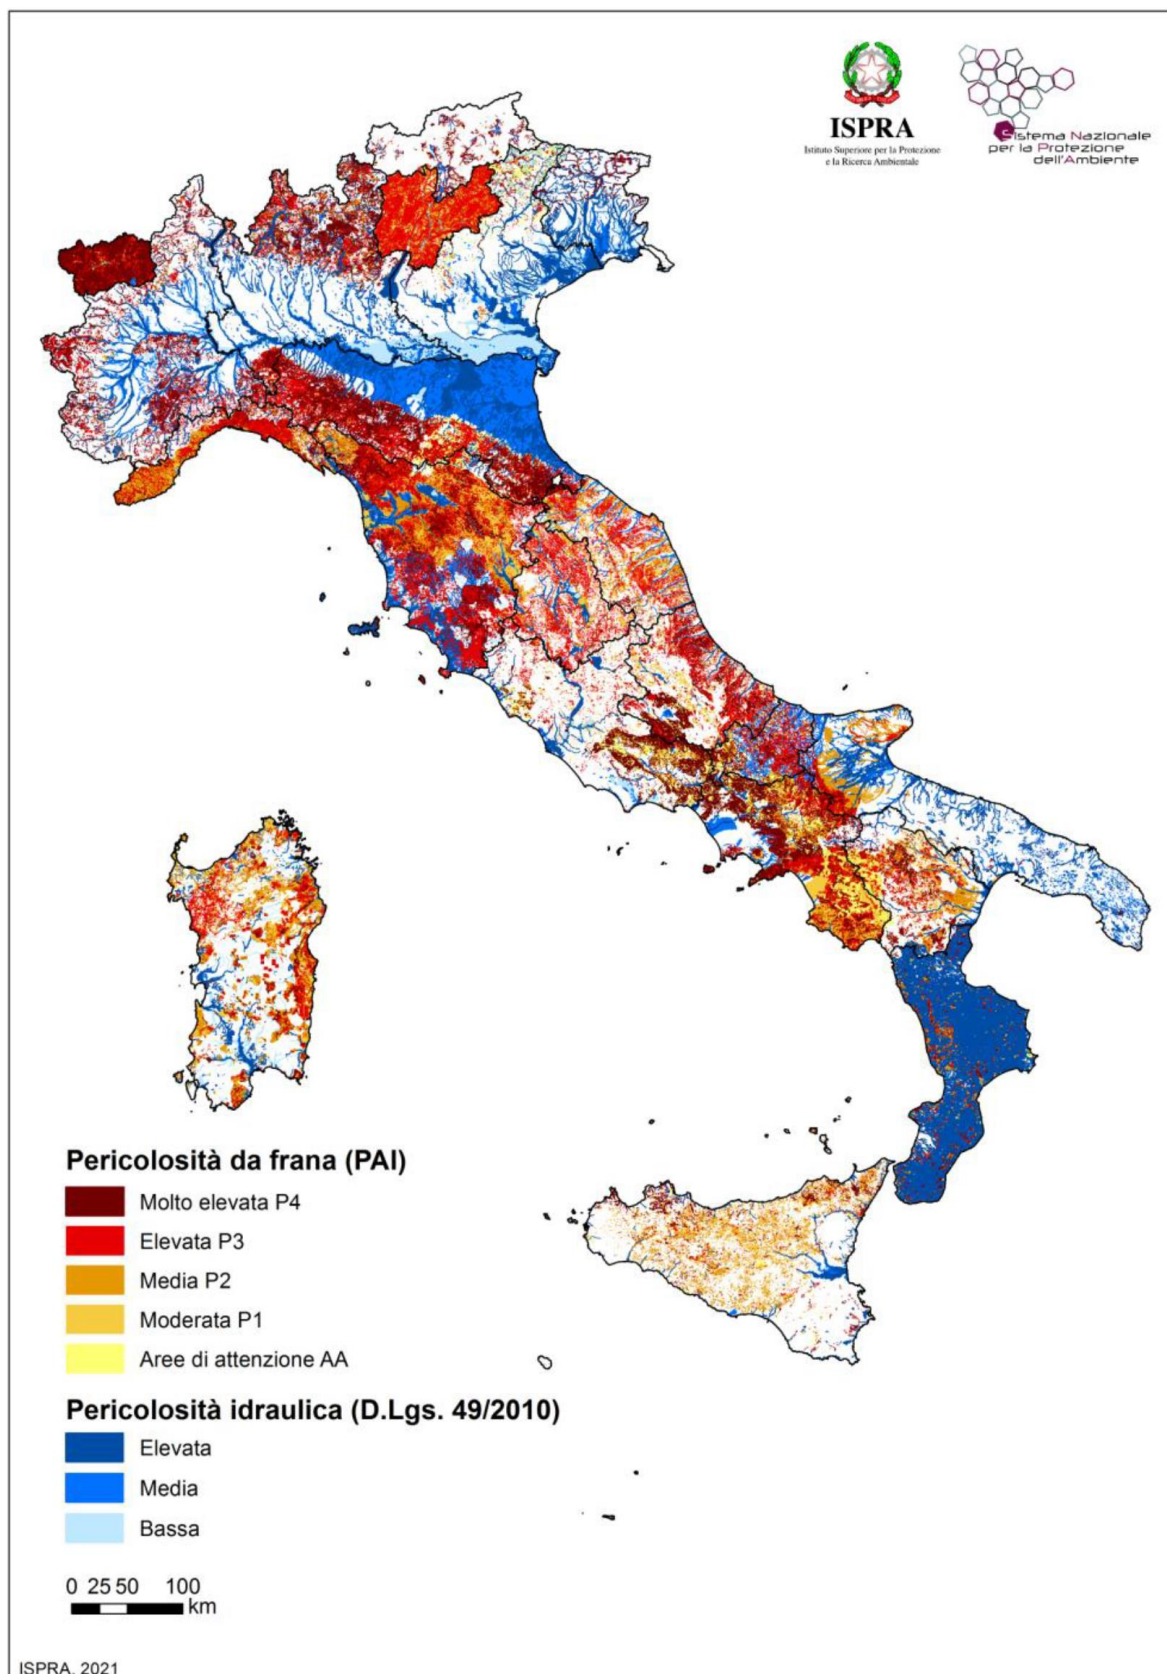 ISPRA
Istituto Superiore per la Protezione
e la Ricerca Ambientale
Sistema Nazionale
per la Protezione
dell'Ambiente
Pericolosità da frana (PAI)
Molto elevata P4
Elevata P3
Media P2
Moderata P1
Aree di attenzione AA
Pericolosità idraulica (D.Lgs. 49/2010)
Elevata
Media
Bassa
0 25 50 100
km
ISPRA, 2021